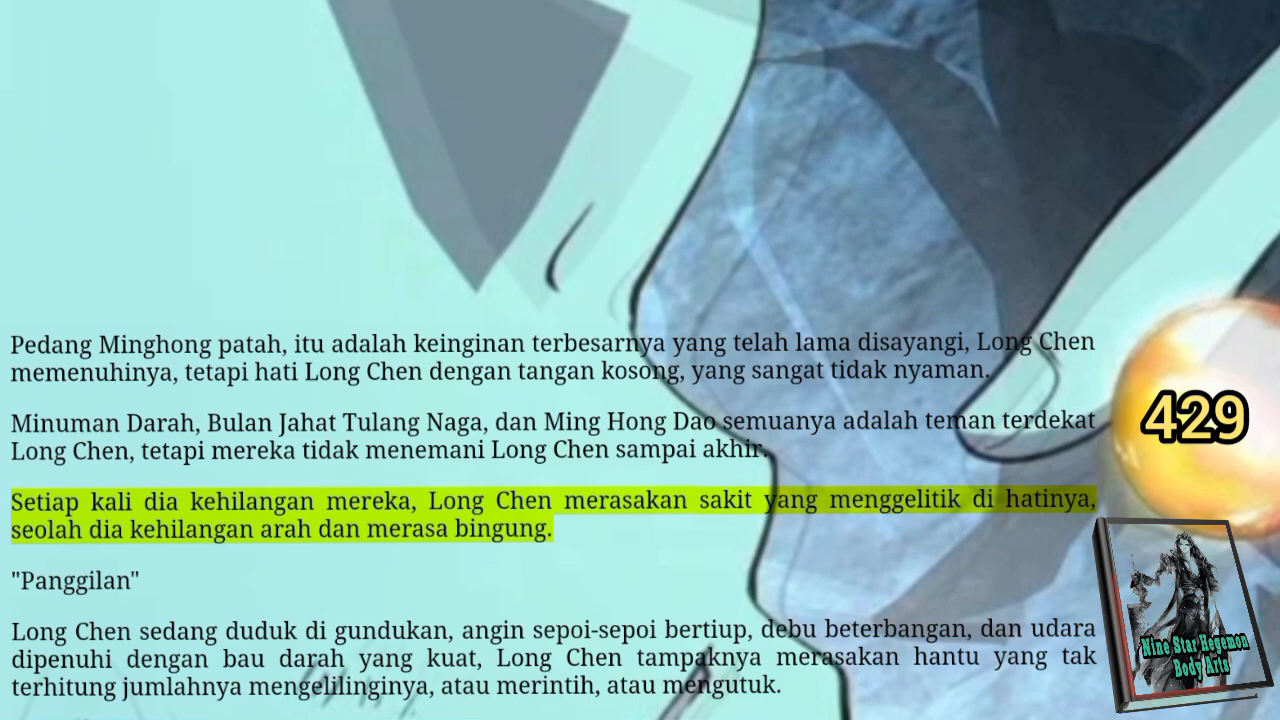 Pedang Minghong patah, itu adalah keinginan terbesarnya yang telah lama disayangi, Long Chen
memenuhinya, tetapi hati Long Chen dengan tangan kosong, yang sangat tidak nyaman.
Minuman Darah, Bulan Jahat Tulang Naga, dan Ming Hong Dao semuanya adalah teman terdekat
Long Chen, tetapi mereka tidak menemani Long Chen sampai akhir.
Setiap kali dia kehilangan mereka, Long Chen merasakan sakit yang menggelitik di hatinya,
seolah dia kehilangan arah dan merasa bingung.
"Panggilan"
Long Chen sedang duduk di gundukan, angin sepoi-sepoi bertiup, debu beterbangan, dan udara
dipenuhi dengan bau darah yang kuat, Long Chen tampaknya merasakan hantu yang tak
terhitung jumlahnya mengelilinginya, atau merintih, atau mengutuk.
429
Nine Star Hegemon
Body Arts